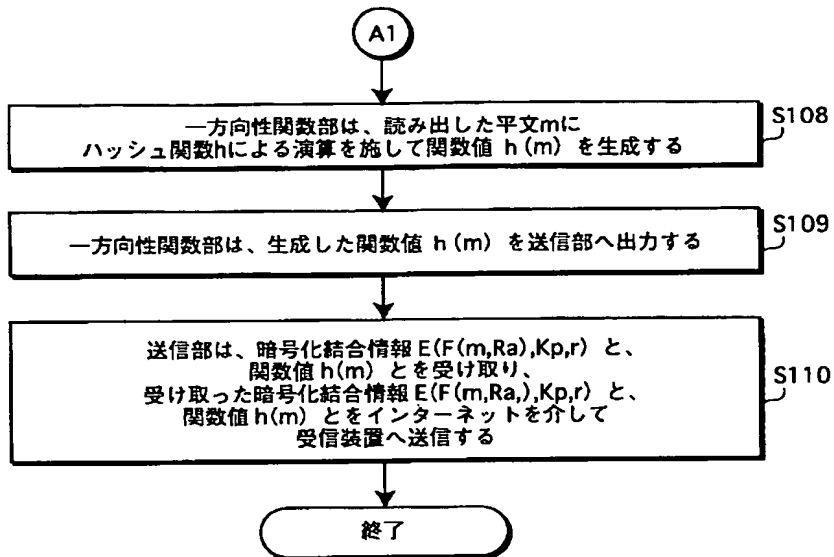 A1
一方向性関数部は、読み出した平文mに
ハッシュ関数hによる演算を施して関数値 h(m) を生成する
S108
一方向性関数部は、生成した関数値 h(m) を送信部へ出力する
S109
送信部は、暗号化結合情報 E(F(m,Ra),Kp,r) と、
関数値 h(m) とを受け取り、
受け取った暗号化結合情報 E(F(m,Ra,),Kp,r) と、
関数値 h(m) とをインターネットを介して
受信装置へ送信する
S110
終了